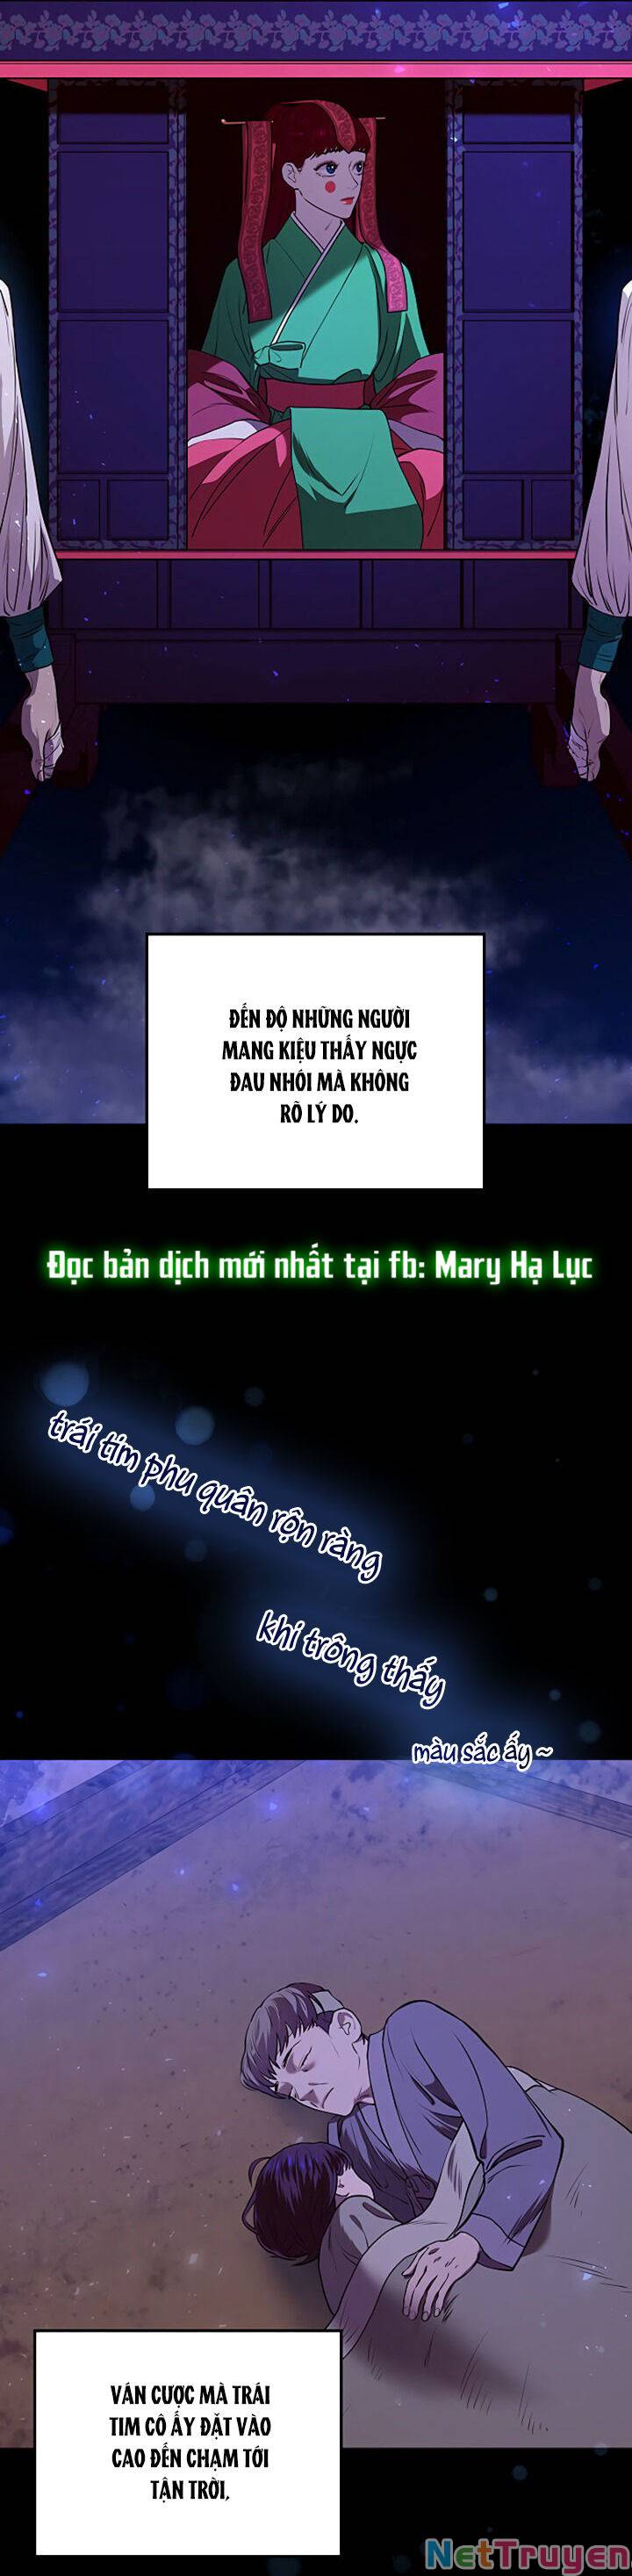 ĐẾN ĐỘ NHỮNG NGƯỜI
MANG KIỆU THẤY NGỰC
ĐAU NHÓI MÀ KHÔNG
RÕ LÝ DO.
Đọc bản dịch mới nhất tại fb: Mary Hạ Lục
trái tim phu quân rộn ràng
khi trông thấy
màu sắc ấy ~
VÁN CƯỢC MÀ TRÁI
TIM CÔ ẤY ĐẶT VÀO
CAO ĐẾN CHẠM TỚI
TẬN TRỜI,
NetTruyen